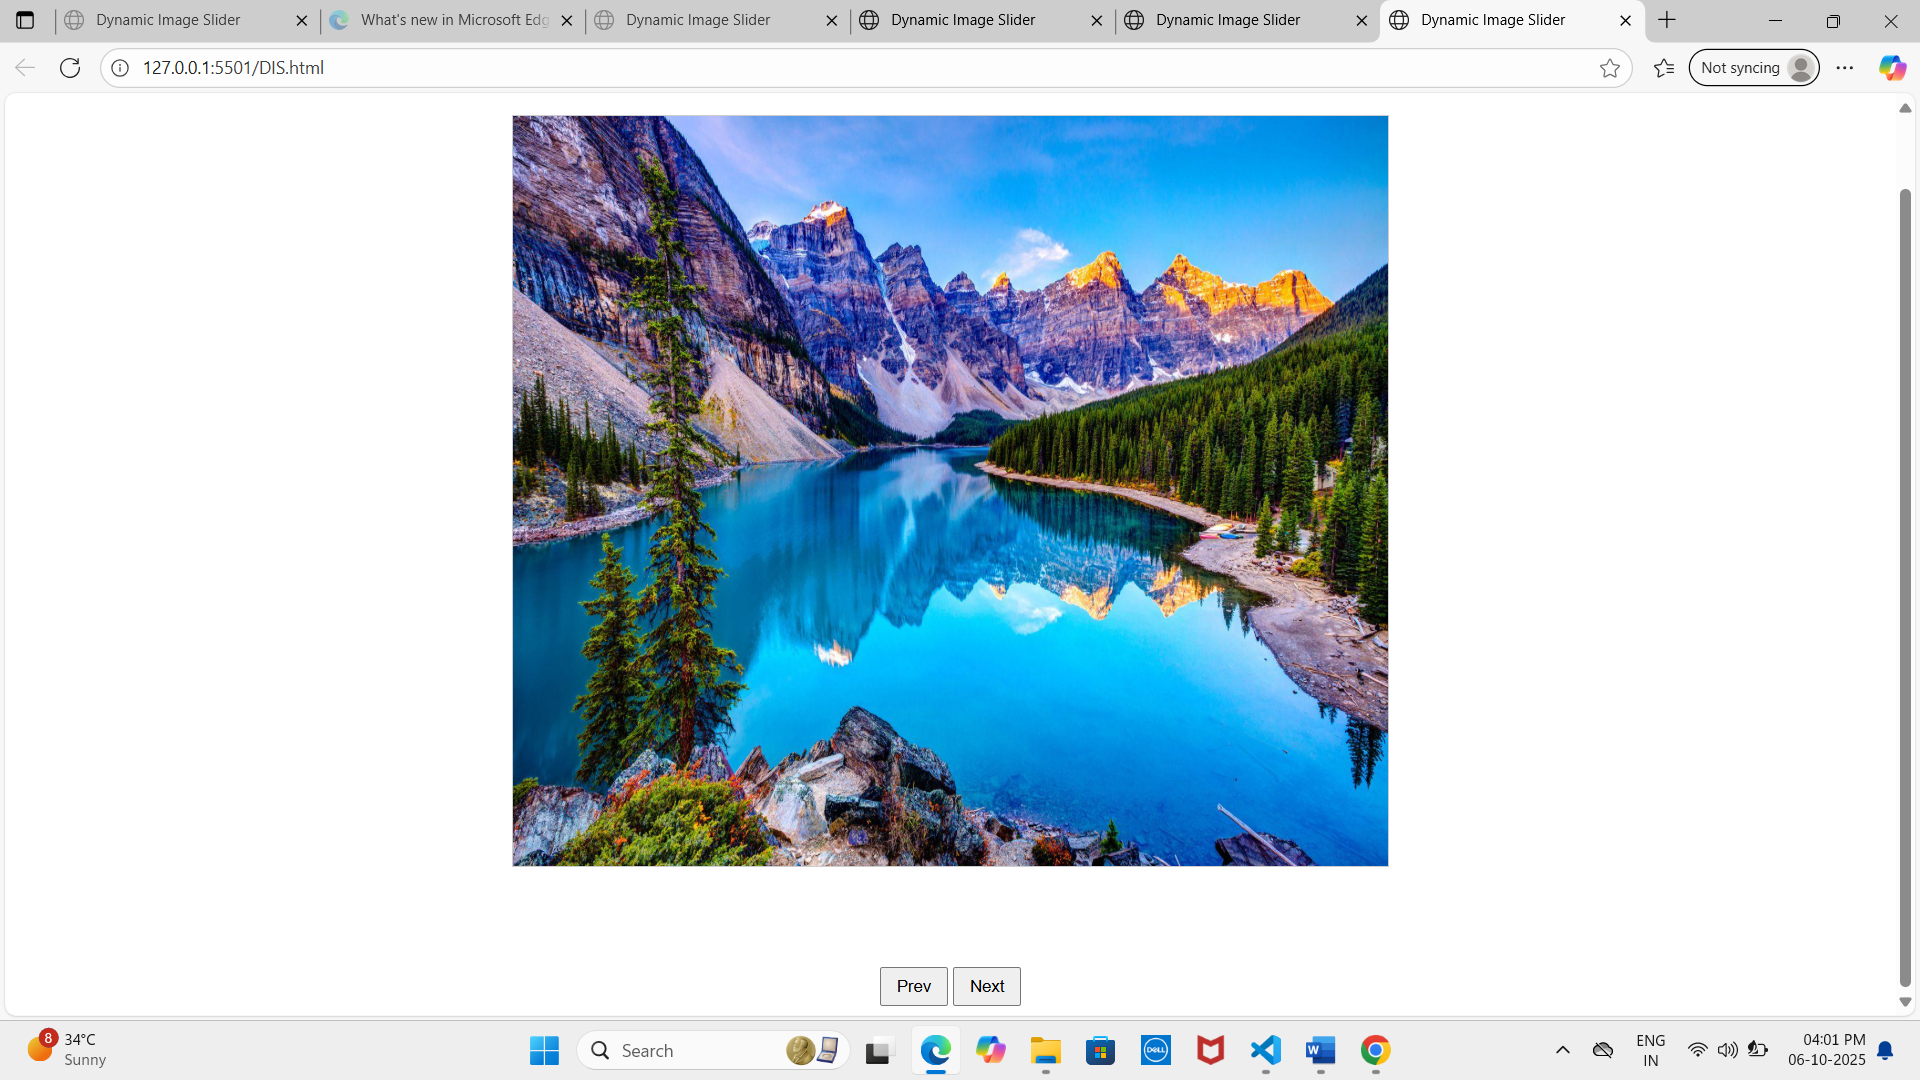 Dynamic Image Slider
What's new in Microsoft Edg
Dynamic Image Slider
Dynamic Image Slider
Dynamic Image Slider
Dynamic Image Slider
127.0.0.1:5501/DIS.html
Not syncing
Prev
Next
8
34°C
Sunny
Search
DELL
W
ENG
IN
04:01 PM
06-10-2025